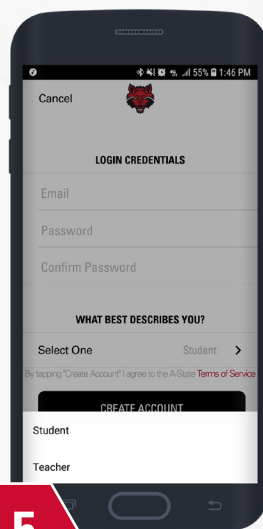 55% 1:46 PM
Cancel
LOGIN CREDENTIALS
Email
Password
Confirm Password
WHAT BEST DESCRIBES YOU?
Select One Student >
By tapping "Create Account" I agree to the A-State Terms of Service
CREATE ACCOUNT
Student
Teacher
5